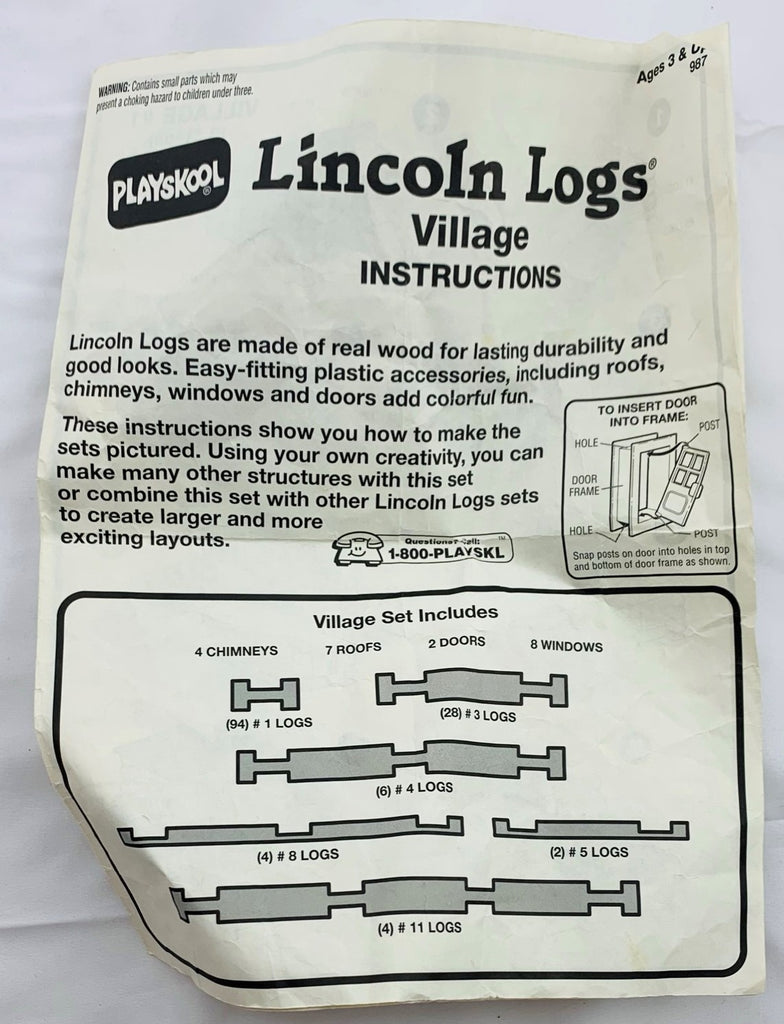 WARNING: Contains small parts which may
present a choking hazard to children under three.
Ages 3 &
987
PLAYSKOOL®
Lincoln Logs®
Village
INSTRUCTIONS
Lincoln Logs are made of real wood for lasting durability and
good looks. Easy-fitting plastic accessories, including roofs,
chimneys, windows and doors add colorful fun.
These instructions show you how to make the
sets pictured. Using your own creativity, you can
make many other structures with this set
or combine this set with other Lincoln Logs sets
to create larger and more
exciting layouts.
Questions? Call:
1-800-PLAYSKL
TO INSERT DOOR
INTO FRAME:
POST
HOLE
DOOR
FRAME
HOLE
POST
Snap posts on door into holes in top
and bottom of door frame as shown.
Village Set Includes
4 CHIMNEYS 7 ROOFS 2 DOORS 8 WINDOWS
(94) # 1 LOGS
(28) # 3 LOGS
(6) # 4 LOGS
(4) # 8 LOGS
(2) # 5 LOGS
(4) # 11 LOGS